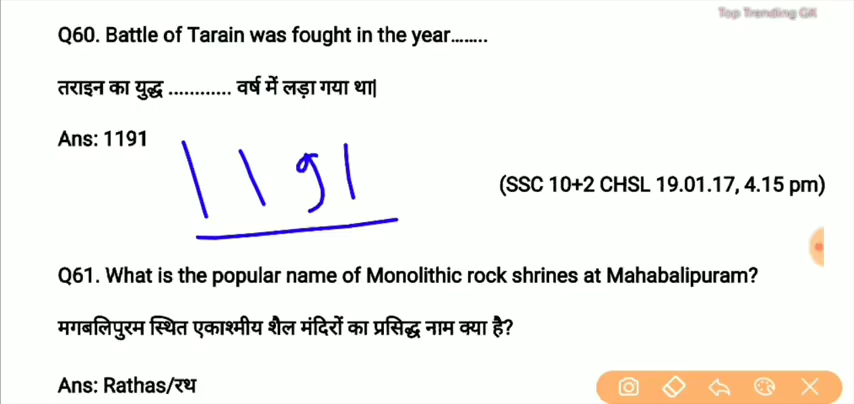 Top Trending GK
Q60. Battle of Tarain was fought in the year........
तराइन का युद्ध ............ वर्ष में लड़ा गया था|
Ans: 1191
1191
(SSC 10+2 CHSL 19.01.17, 4.15 pm)
Q61. What is the popular name of Monolithic rock shrines at Mahabalipuram?
मगबलिपुरम स्थित एकाश्मीय शैल मंदिरों का प्रसिद्ध नाम क्या है?
Ans: Rathas/रथ